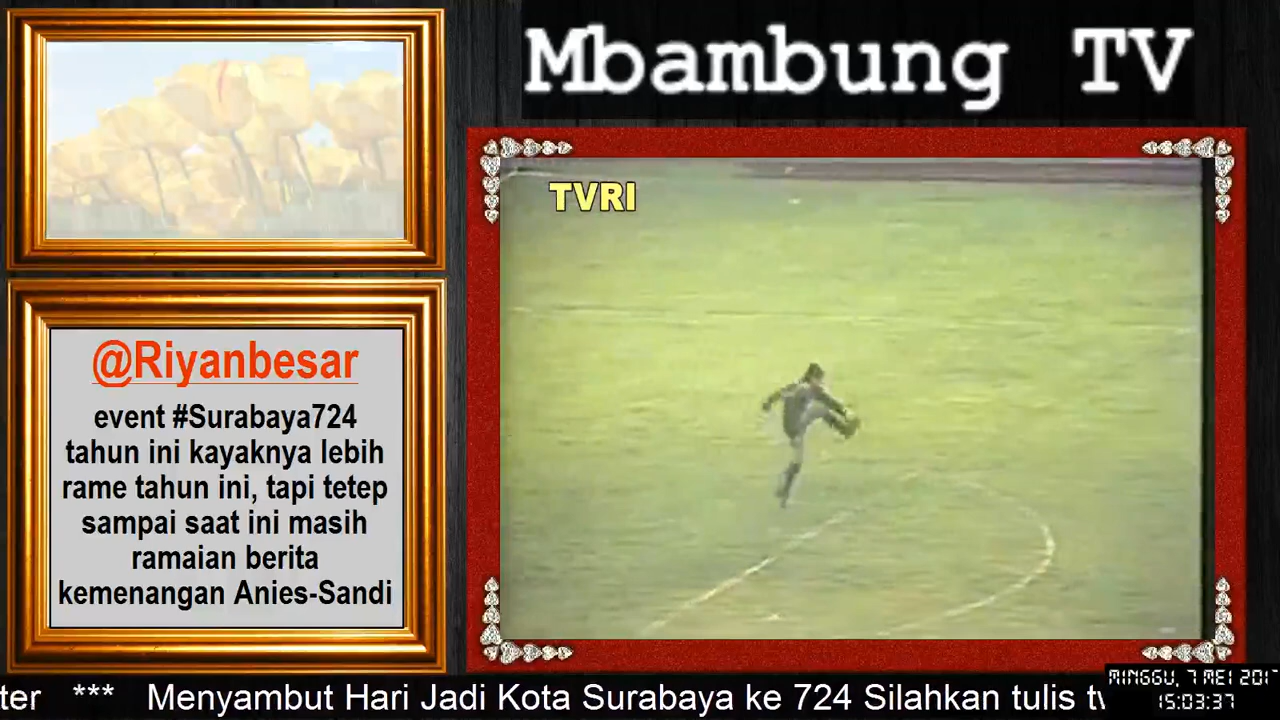 Mbambung TV
TVRI
@Riyanbesar
event #Surabaya724
tahun ini kayaknya lebih
rame tahun ini, tapi tetep
sampai saat ini masih
ramaian berita
kemenangan Anies-Sandi
ter *** Menyambut Hari Jadi Kota Surabaya ke 724 Silahkan tulis tv
MINGGU, 7 MEI 2017
15:03:37